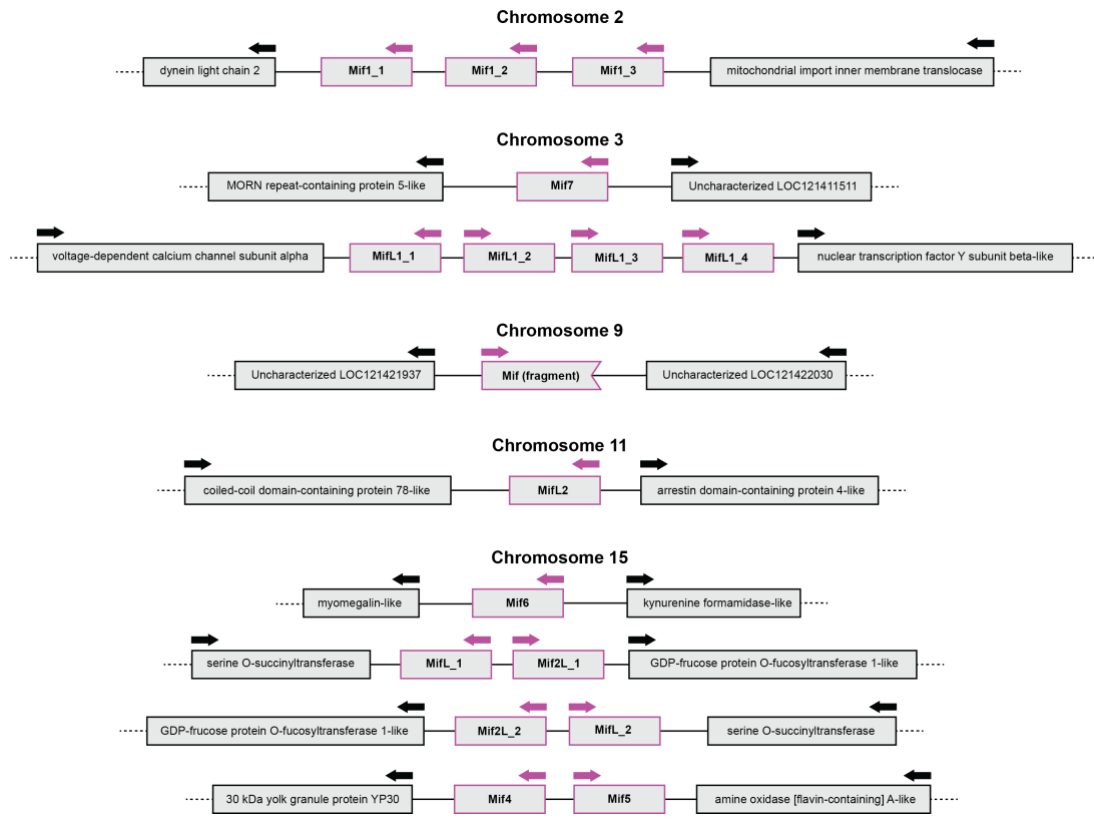 Chromosome 2
dynein light chain 2 Mif1_1 Mif1_2 Mif1_3 mitochondrial import inner membrane translocase
Chromosome 3
MORN repeat-containing protein 5-like Mif7 Uncharacterized LOC121411511
voltage-dependent calcium channel subunit alpha MifL1_1 MifL1_2 MifL1_3 MifL1_4 nuclear transcription factor Y subunit beta-like
Chromosome 9
Uncharacterized LOC121421937 Mif (fragment) Uncharacterized LOC121422030
Chromosome 11
coiled-coil domain-containing protein 78-like MifL2 arrestin domain-containing protein 4-like
Chromosome 15
myomegalin-like Mif6 kynurenine formamidase-like
serine O-succinyltransferase MifL_1 Mif2L_1 GDP-frucose protein O-fucosyltransferase 1-like
GDP-frucose protein O-fucosyltransferase 1-like Mif2L_2 MifL_2 serine O-succinyltransferase
30 kDa yolk granule protein YP30 Mif4 Mif5 amine oxidase [flavin-containing] A-like